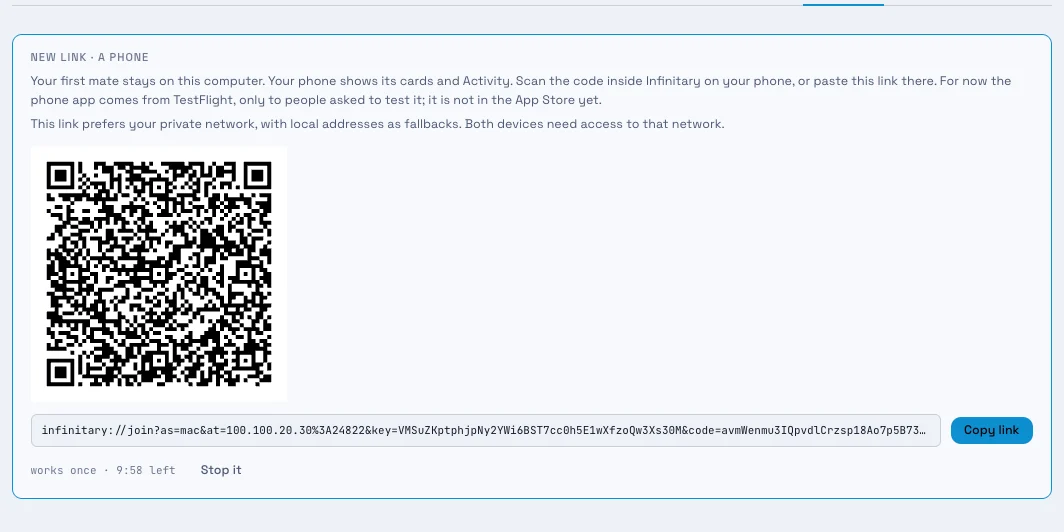 NEW LINK · A PHONE
Your first mate stays on this computer. Your phone shows its cards and Activity. Scan the code inside Infinitary on your phone, or paste this link there. For now the
phone app comes from TestFlight, only to people asked to test it; it is not in the App Store yet.
This link prefers your private network, with local addresses as fallbacks. Both devices need access to that network.
infinitary://join?as=mac&at=100.100.20.30%3A24822&key=VMSuZKptphjpNy2YWi6BST7cc0h5E1wXfzoQw3Xs30M&code=avmWenmu3IQpvdlCrzsp18Ao7p5B73…
Copy link
works once · 9:58 left
Stop it